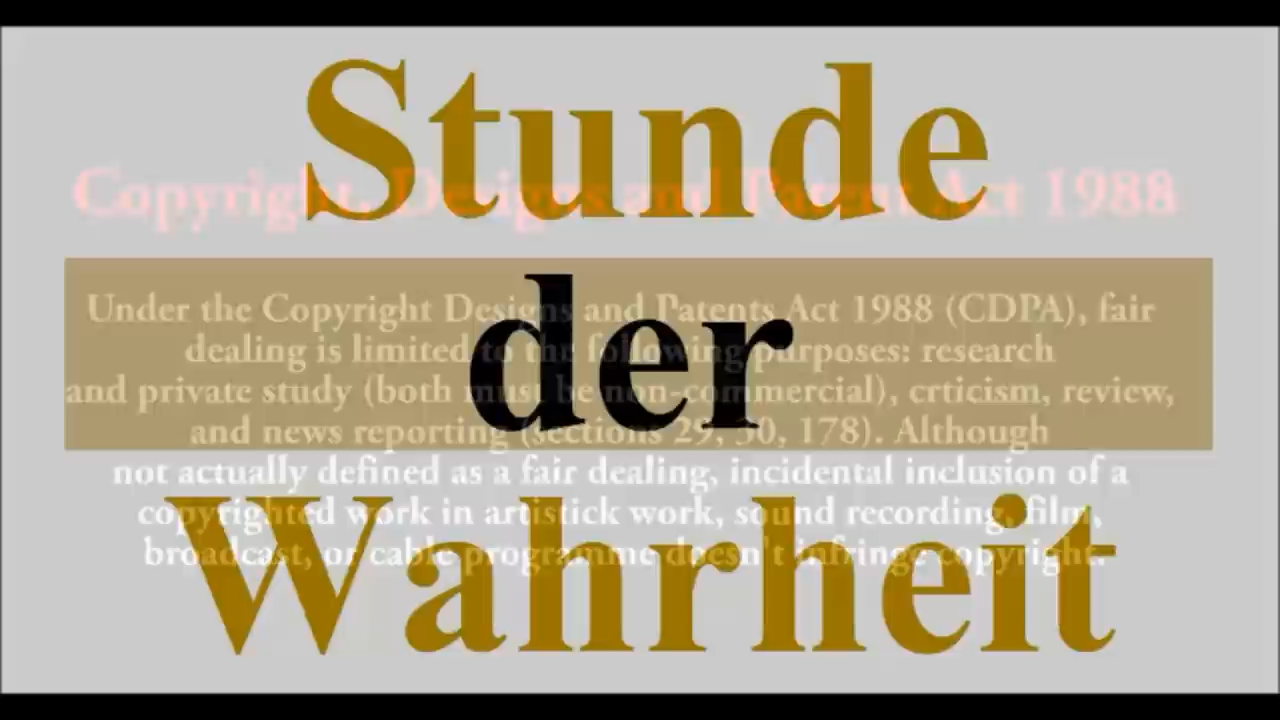 Stunde
Copyright, Designs and Patent Act 1988
der
Under the Copyright Designs and Patents Act 1988 (CDPA), fair
dealing is limited to the following purposes: research
and private study (both must be non-commercial), crticism, review,
and news reporting (sections 29, 30, 178). Although
not actually defined as a fair dealing, incidental inclusion of a
copyrighted work in artistick work, sound recording, film,
broadcast, or cable programme doesn't infringe copyright.
Wahrheit